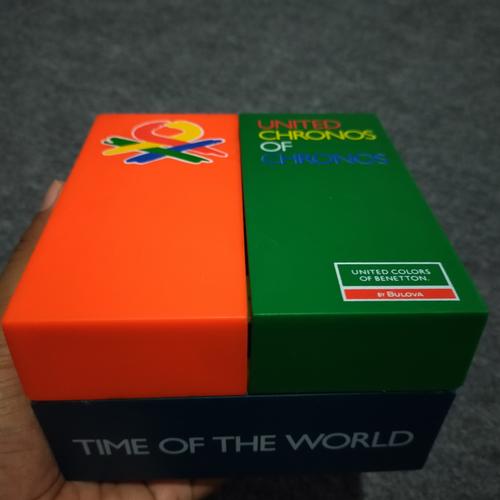 UNITED
CHRONOS
OF
CHRONOS
UNITED COLORS
OF BENETTON.
BY BULOVA
TIME OF THE WORLD